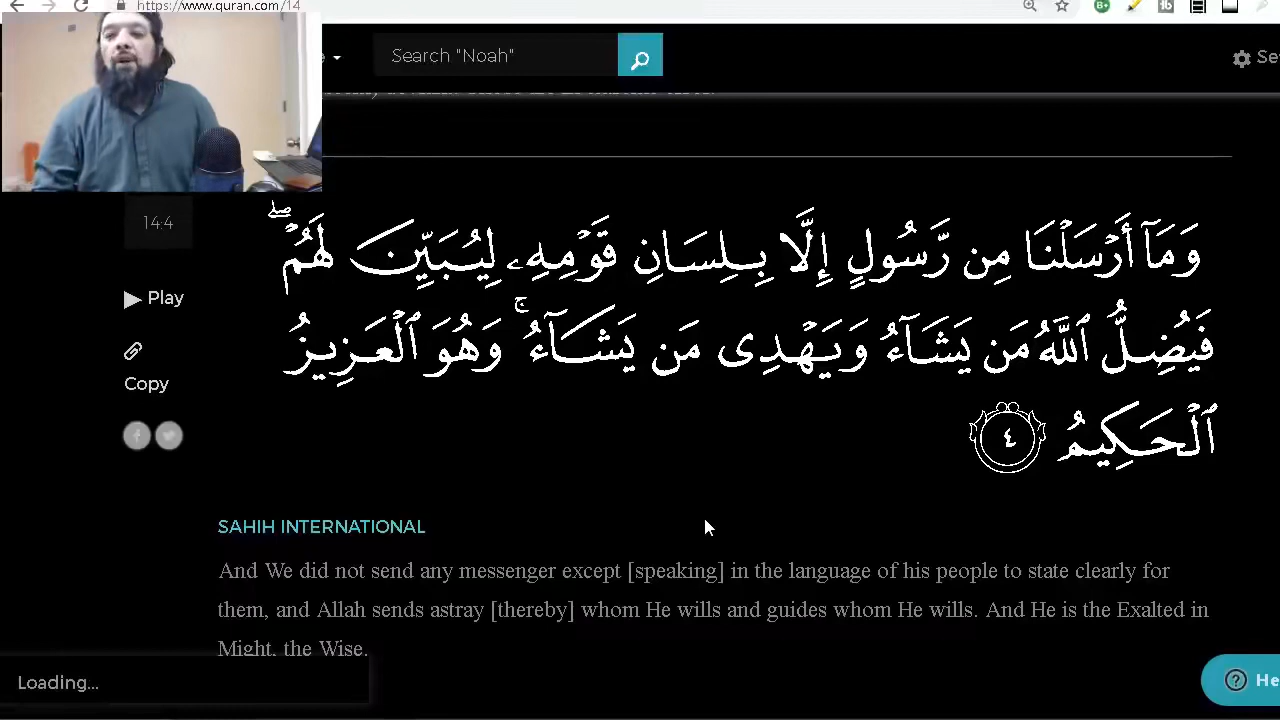 https://www.quran.com/14
Search "Noah"
14:4
Play
Copy
وَمَآ أَرْسَلْنَا مِن رَّسُولٍ إِلَّا بِلِسَانِ قَوْمِهِۦ لِيُبَيِّنَ لَهُمْ ۖ
فَيُضِلُّ ٱللَّهُ مَن يَشَآءُ وَيَهْدِى مَن يَشَآءُ ۚ وَهُوَ ٱلْعَزِيزُ
ٱلْحَكِيمُ ٤
SAHIH INTERNATIONAL
And We did not send any messenger except [speaking] in the language of his people to state clearly for
them, and Allah sends astray [thereby] whom He wills and guides whom He wills. And He is the Exalted in
Might, the Wise.
Loading...